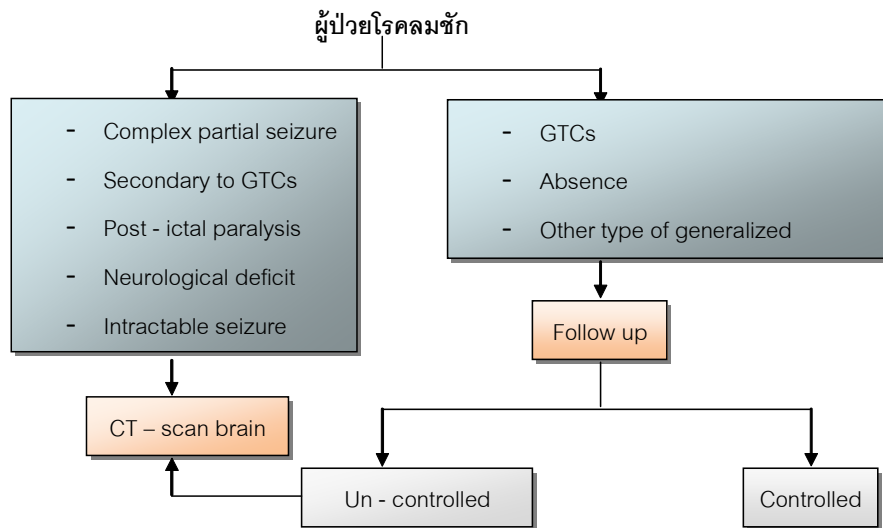 ผู้ป่วยโรคลมชัก
- Complex partial seizure
- Secondary to GTCs
- Post - ictal paralysis
- Neurological deficit
- Intractable seizure
- GTCs
- Absence
- Other type of generalized
Follow up
CT – scan brain
Un - controlled
Controlled